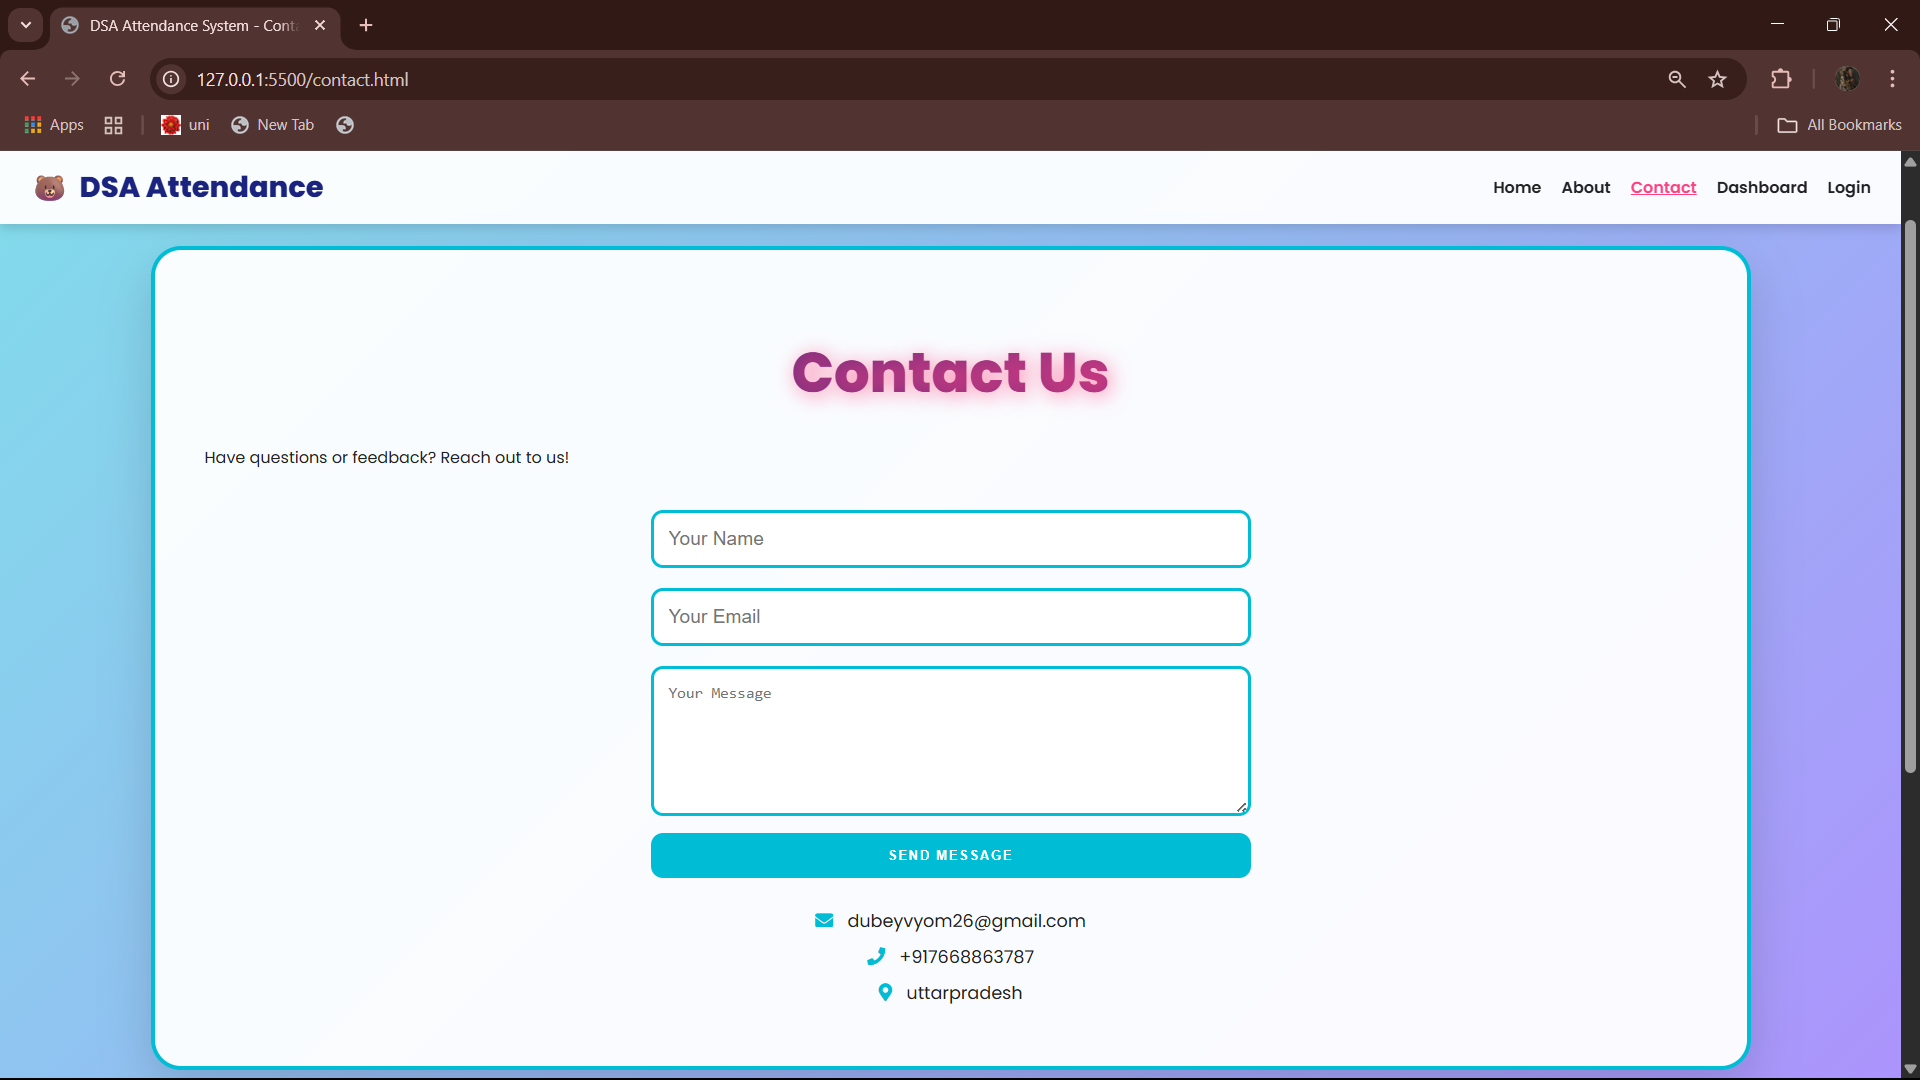 DSA Attendance System - Cont
127.0.0.1:5500/contact.html
Apps
uni
New Tab
All Bookmarks
DSA Attendance
Home
About
Contact
Dashboard
Login
Contact Us
Have questions or feedback? Reach out to us!
Your Name
Your Email
Your Message
SEND MESSAGE
dubeyvyom26@gmail.com
+917668863787
uttarpradesh